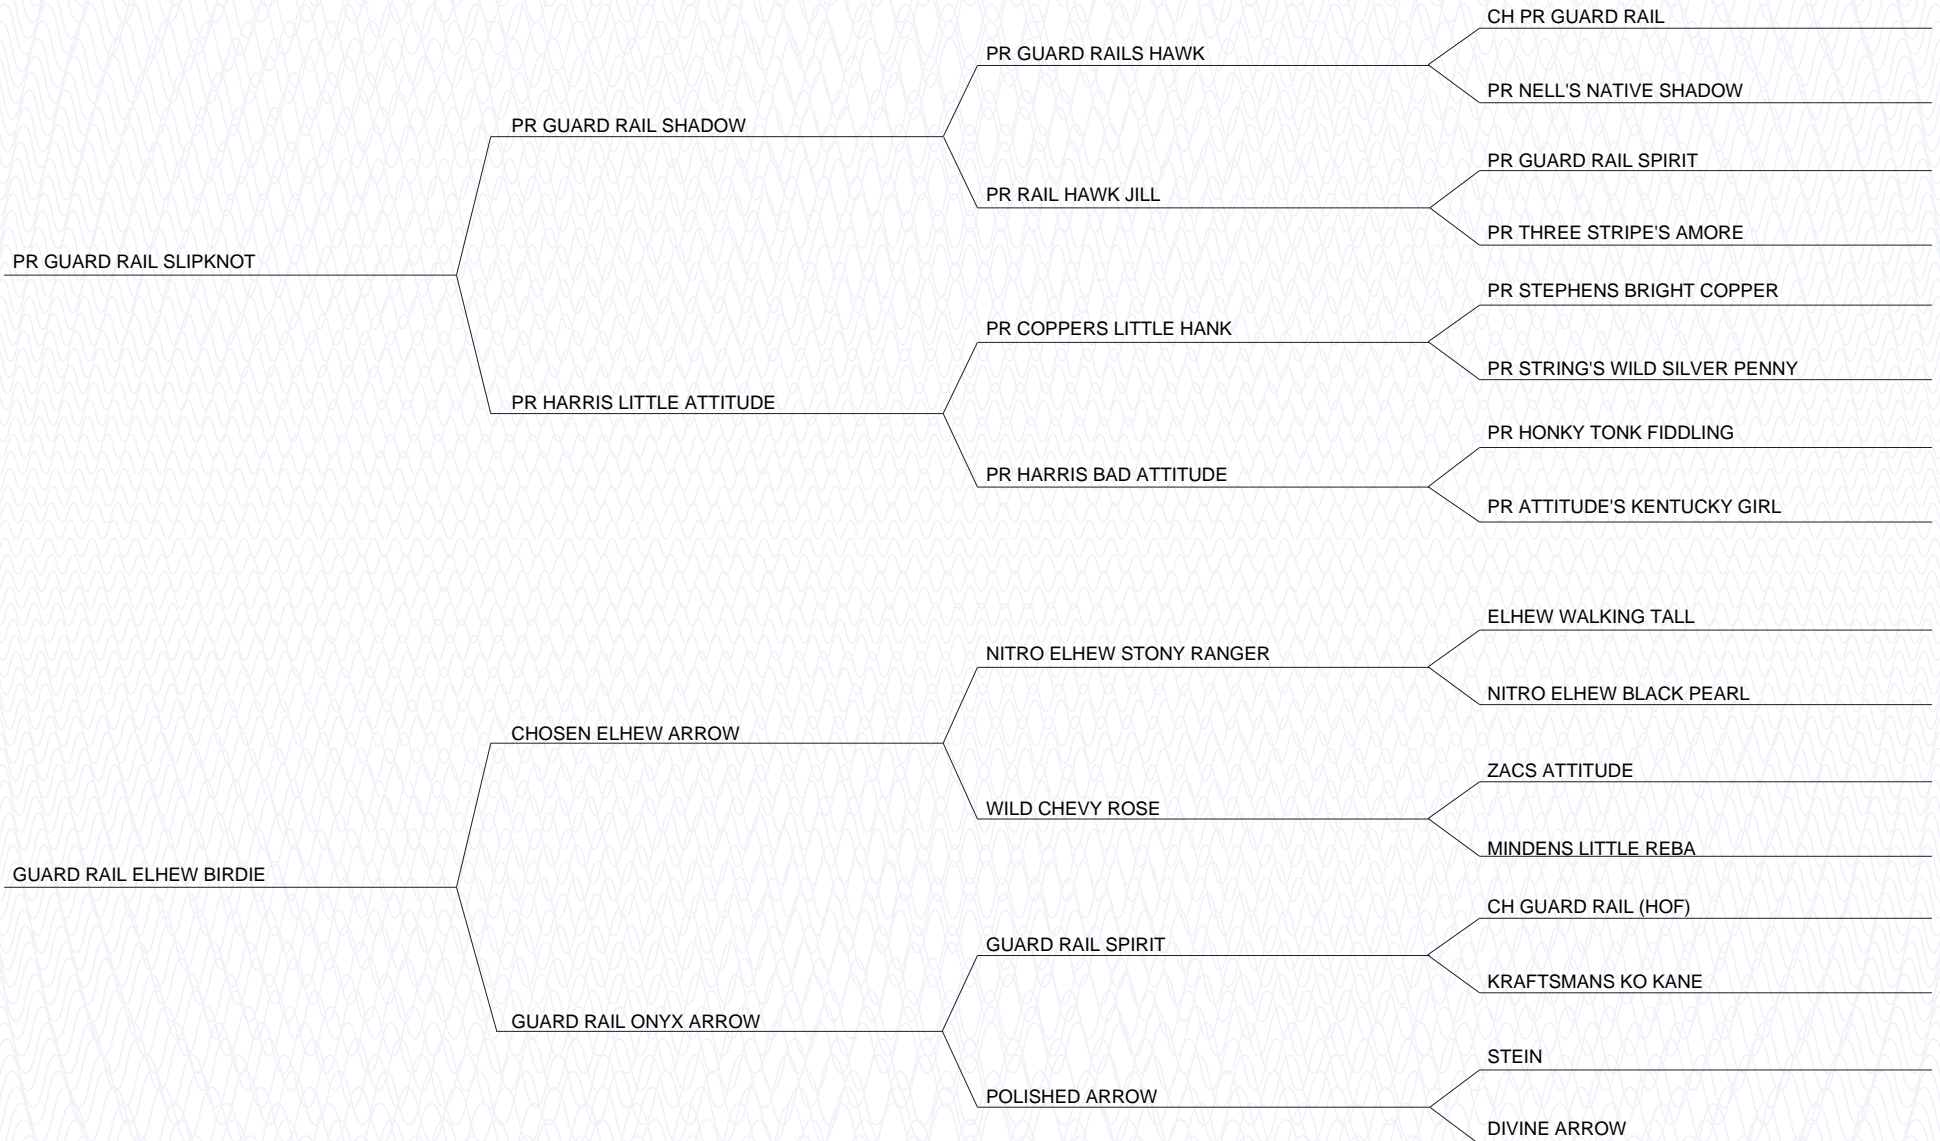 CH PR GUARD RAIL
PR GUARD RAILS HAWK
PR NELL'S NATIVE SHADOW
PR GUARD RAIL SHADOW
PR GUARD RAIL SPIRIT
PR RAIL HAWK JILL
PR THREE STRIPE'S AMORE
PR GUARD RAIL SLIPKNOT
PR STEPHENS BRIGHT COPPER
PR COPPERS LITTLE HANK
PR STRING'S WILD SILVER PENNY
PR HARRIS LITTLE ATTITUDE
PR HONKY TONK FIDDLING
PR HARRIS BAD ATTITUDE
PR ATTITUDE'S KENTUCKY GIRL
ELHEW WALKING TALL
NITRO ELHEW STONY RANGER
NITRO ELHEW BLACK PEARL
CHOSEN ELHEW ARROW
ZACS ATTITUDE
WILD CHEVY ROSE
MINDENS LITTLE REBA
GUARD RAIL ELHEW BIRDIE
CH GUARD RAIL (HOF)
GUARD RAIL SPIRIT
KRAFTSMANS KO KANE
GUARD RAIL ONYX ARROW
STEIN
POLISHED ARROW
DIVINE ARROW